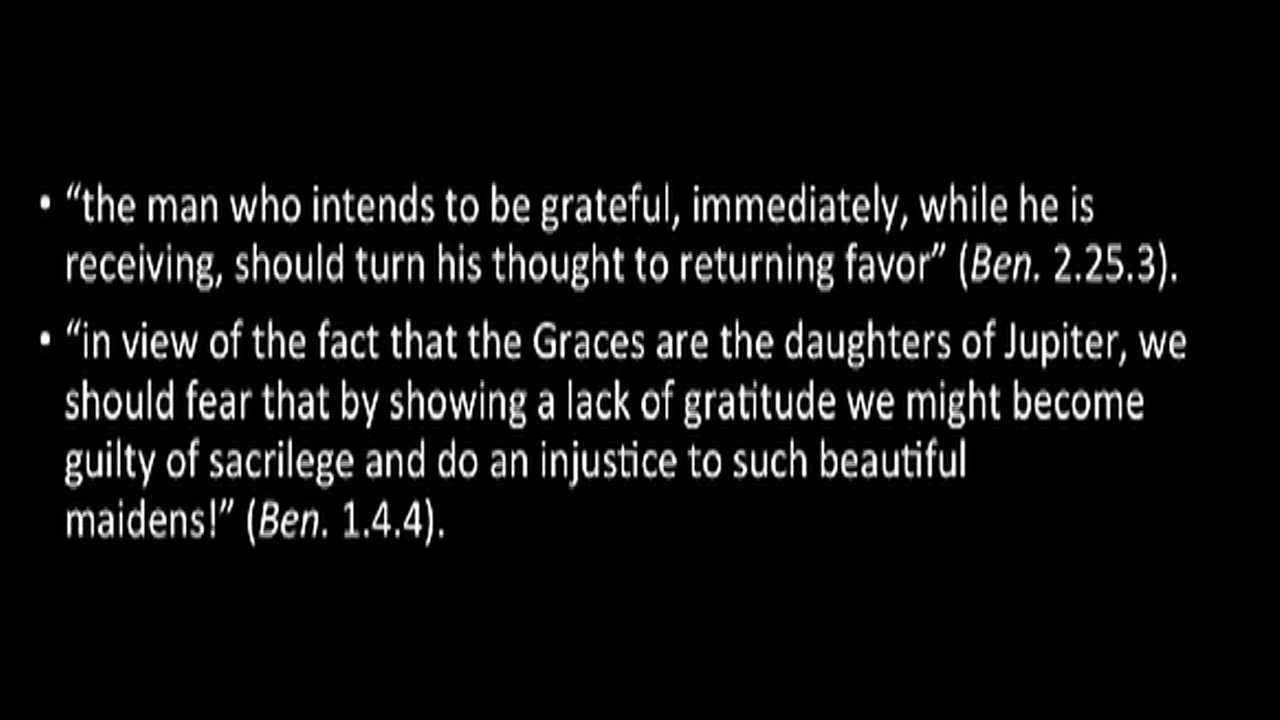 • “the man who intends to be grateful, immediately, while he is
receiving, should turn his thought to returning favor” (Ben. 2.25.3).
• “in view of the fact that the Graces are the daughters of Jupiter, we
should fear that by showing a lack of gratitude we might become
guilty of sacrilege and do an injustice to such beautiful
maidens!” (Ben. 1.4.4).